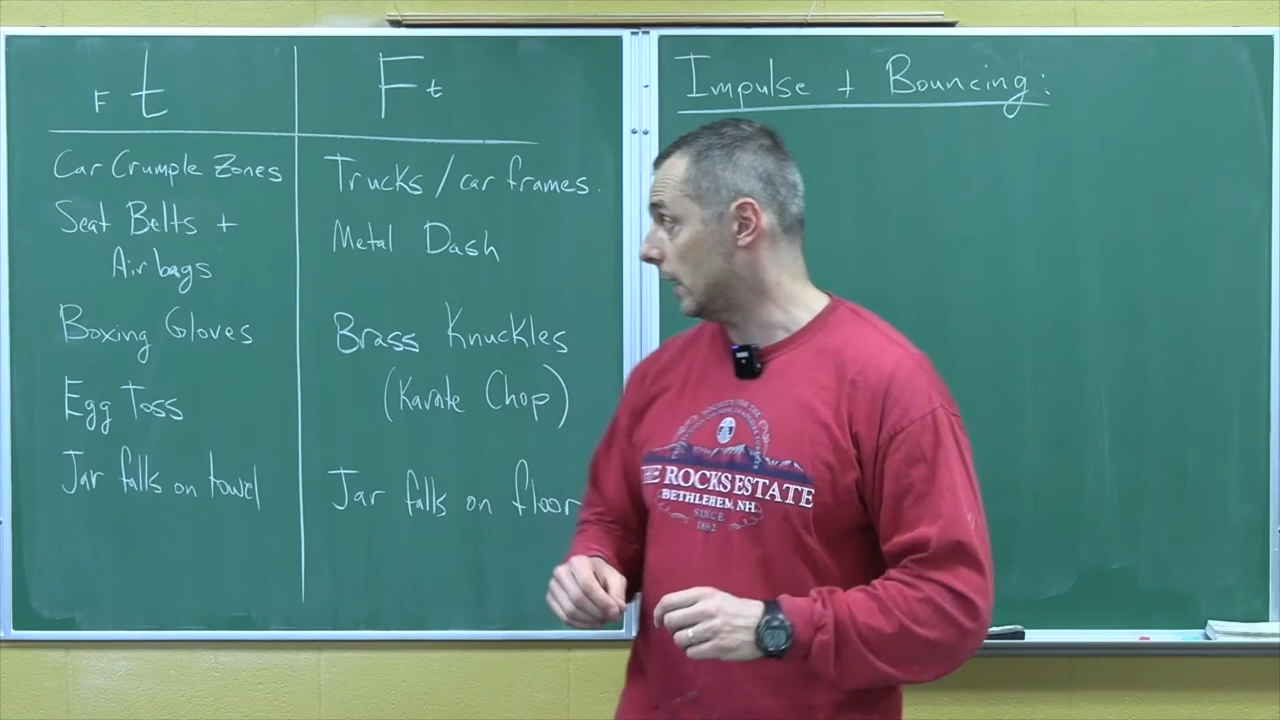 F t
Car Crumple Zones
Seat Belts +
Air bags
Boxing Gloves
Egg Toss
Jar falls on towel
F t
Trucks / car frames.
Metal Dash
Brass Knuckles
(Karate Chop)
Jar falls on floor
Impulse + Bouncing:
THE ROCKS ESTATE
BETHLEHEM, NH
SINCE
1882